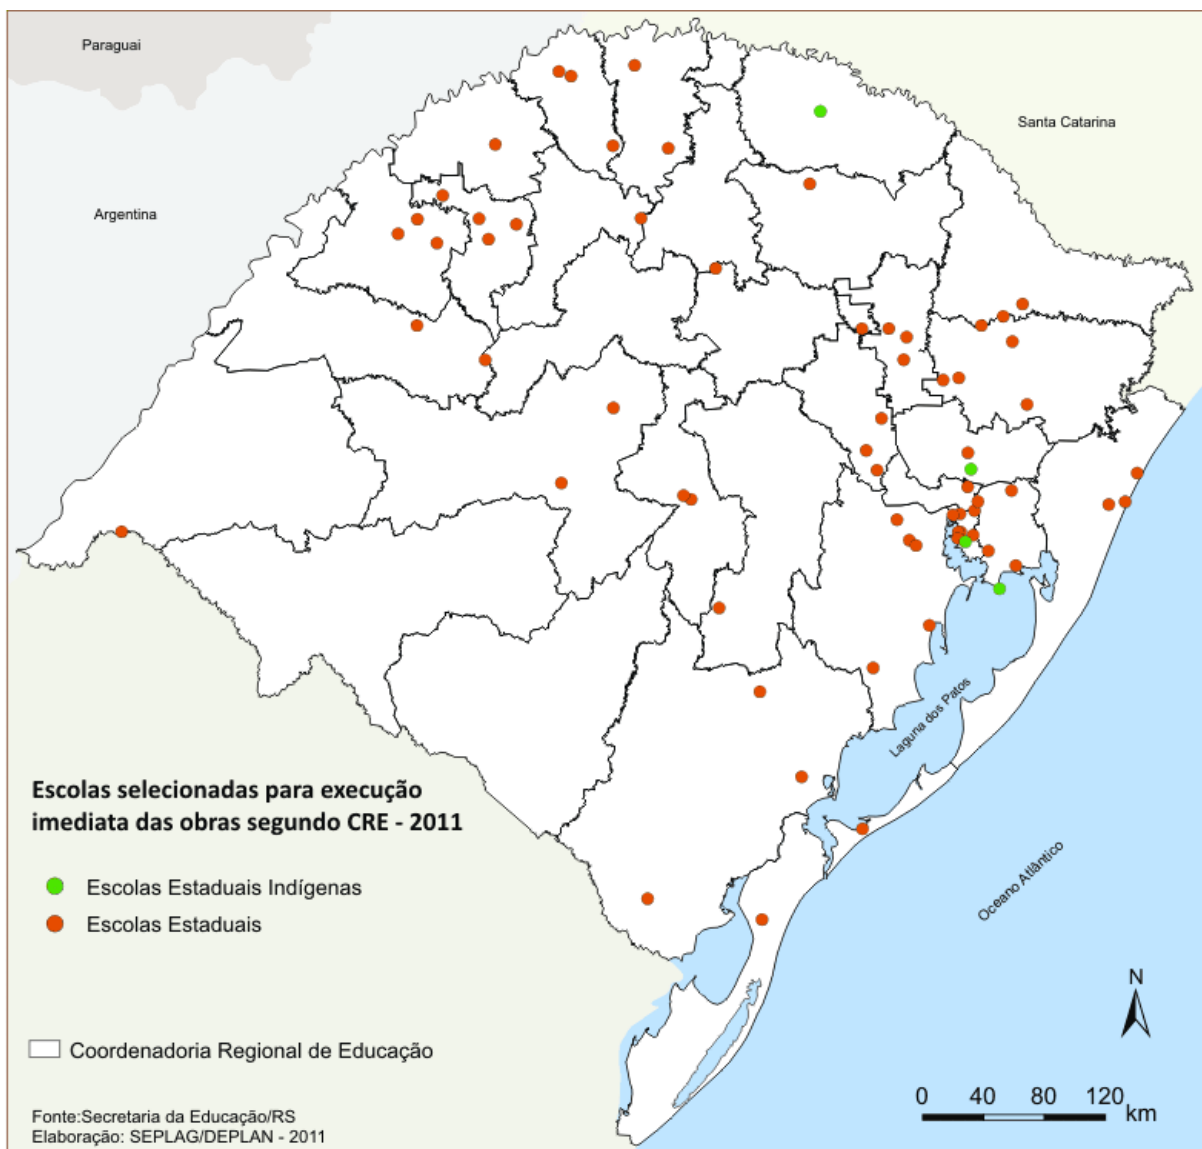 Paraguai
Santa Catarina
Argentina
Laguna dos Patos
Oceano Atlântico
Escolas selecionadas para execução
imediata das obras segundo CRE - 2011
Escolas Estaduais Indígenas
Escolas Estaduais
Coordenadoria Regional de Educação
Fonte:Secretaria da Educação/RS
Elaboração: SEPLAG/DEPLAN - 2011
N
0 40 80 120
km